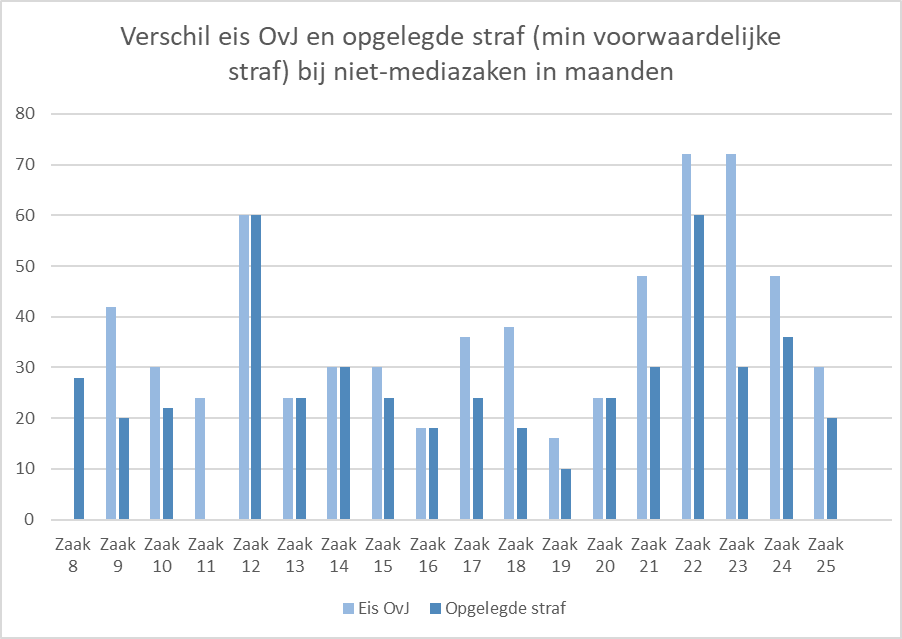 Verschil eis OvJ en opgelegde straf (min voorwaardelijke
straf) bij niet-mediazaken in maanden
80
70
60
50
40
30
20
10
0
Zaak 8
Zaak 9
Zaak 10
Zaak 11
Zaak 12
Zaak 13
Zaak 14
Zaak 15
Zaak 16
Zaak 17
Zaak 18
Zaak 19
Zaak 20
Zaak 21
Zaak 22
Zaak 23
Zaak 24
Zaak 25
Eis OvJ
Opgelegde straf